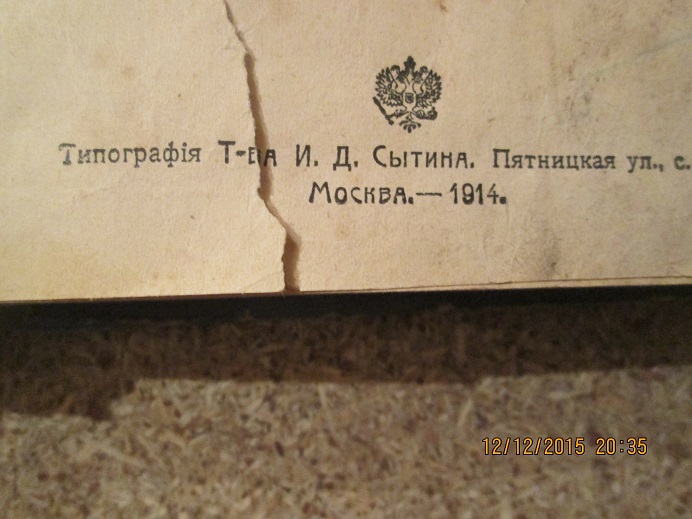 Типографія Т-ва И. Д. Сытина. Пятницкая ул., с.
Москва.— 1914.
12/12/2015 20:35